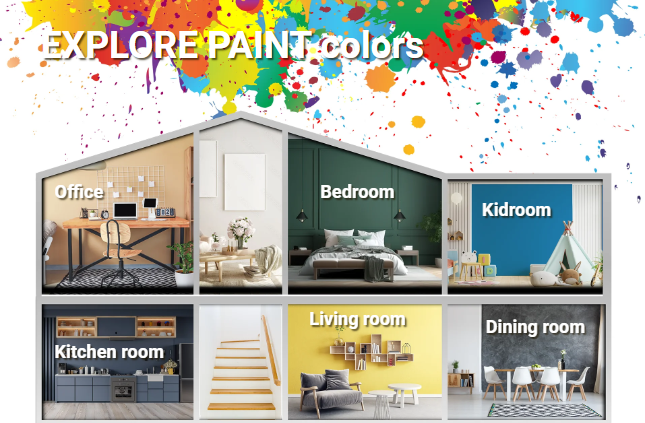 EXPLORE PAINT colors
Office
Bedroom
Kidroom
Kitchen room
Living room
Dining room